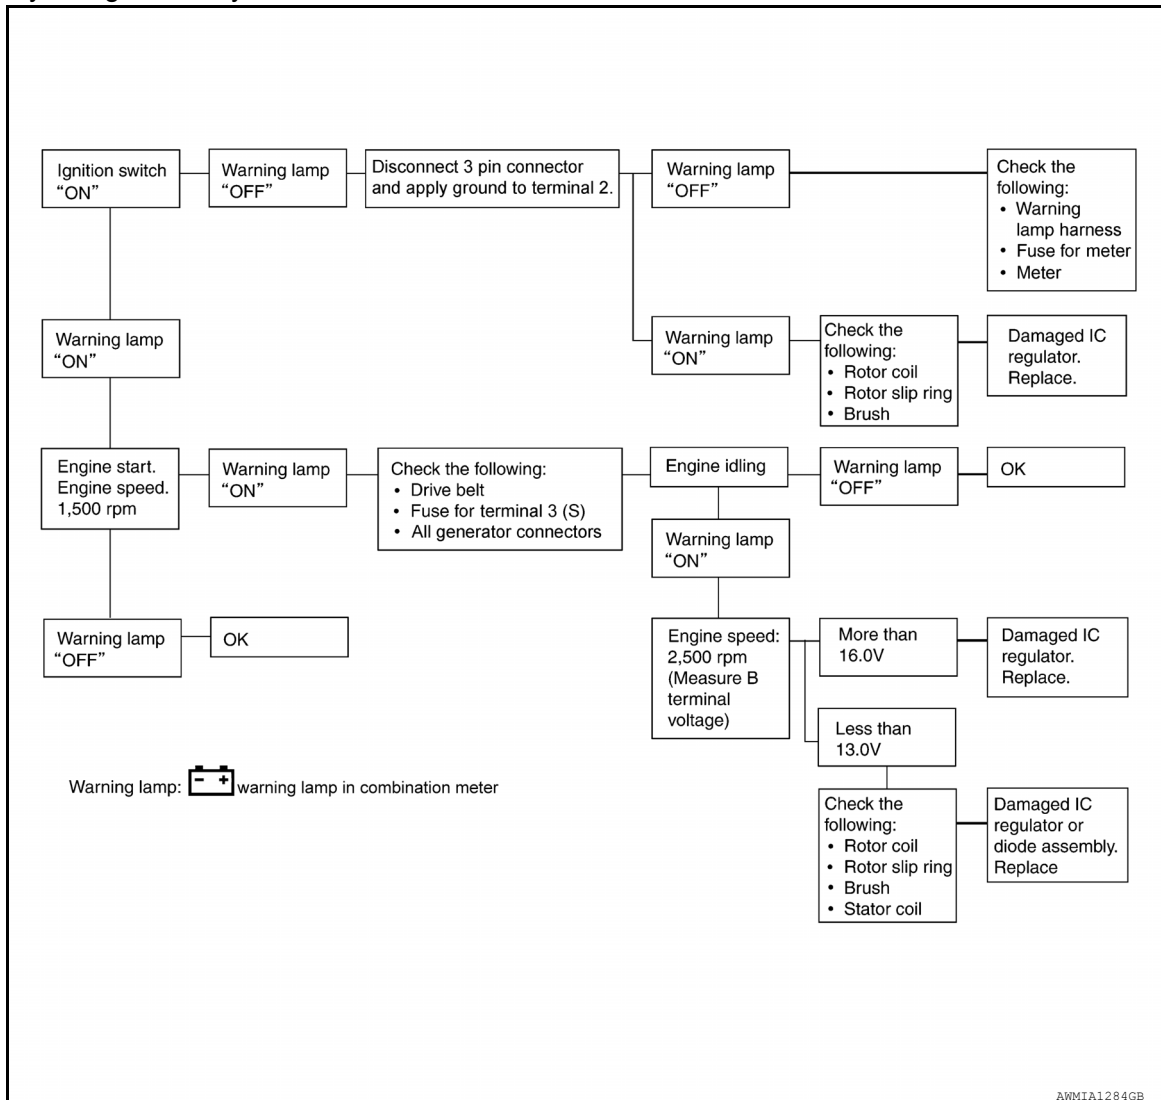 Ignition switch
“ON”
Warning lamp
“OFF”
Disconnect 3 pin connector
and apply ground to terminal 2.
Warning lamp
“OFF”
Check the
following:
• Warning
lamp harness
• Fuse for meter
• Meter
Warning lamp
“ON”
Warning lamp
“ON”
Check the
following:
• Rotor coil
• Rotor slip ring
• Brush
Damaged IC
regulator.
Replace.
Engine start.
Engine speed.
1,500 rpm
Warning lamp
“ON”
Check the following:
• Drive belt
• Fuse for terminal 3 (S)
• All generator connectors
Engine idling
Warning lamp
“OFF”
OK
Warning lamp
“ON”
Warning lamp
“OFF”
OK
Engine speed:
2,500 rpm
(Measure B
terminal
voltage)
More than
16.0V
Damaged IC
regulator.
Replace.
Less than
13.0V
Check the
following:
• Rotor coil
• Rotor slip ring
• Brush
• Stator coil
Damaged IC
regulator or
diode assembly.
Replace
Warning lamp: - + warning lamp in combination meter
AWMIA1284GB